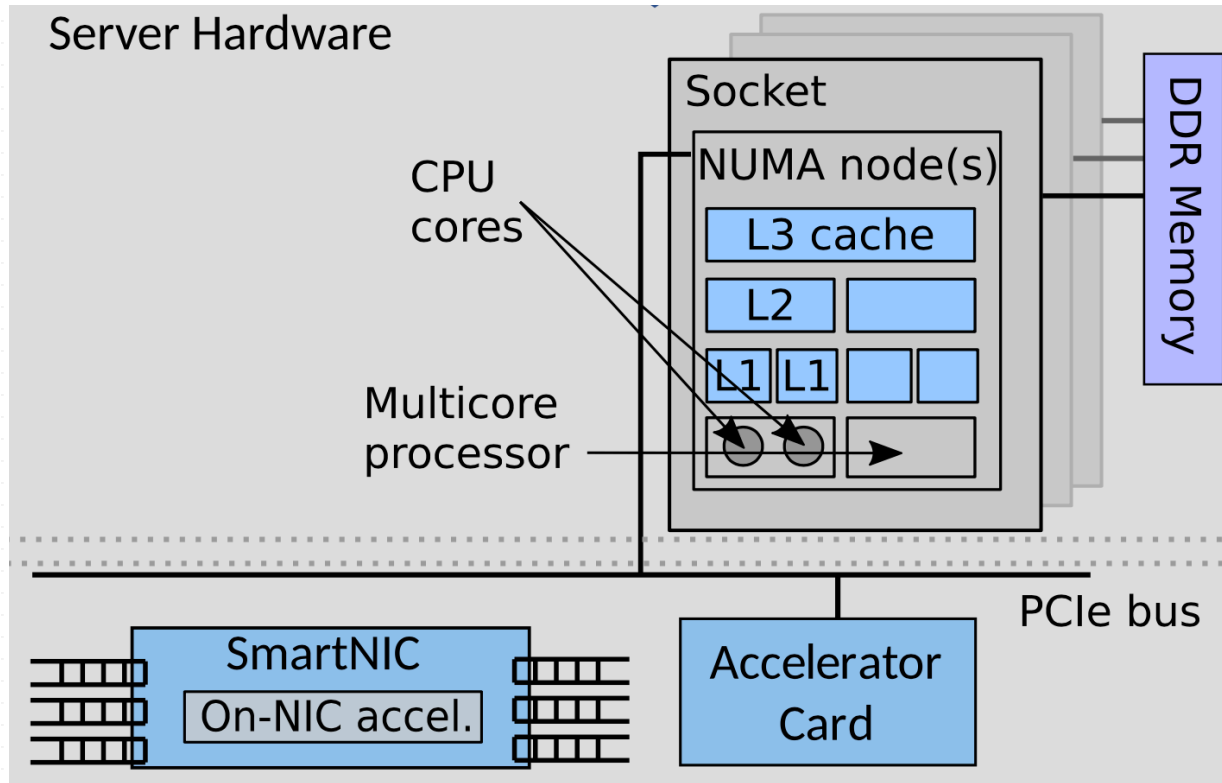 Server Hardware
Socket
NUMA node(s)
CPU
cores
L3 cache
L2
L1 L1
Multicore
processor
DDR Memory
PCIe bus
SmartNIC
On-NIC accel.
Accelerator
Card